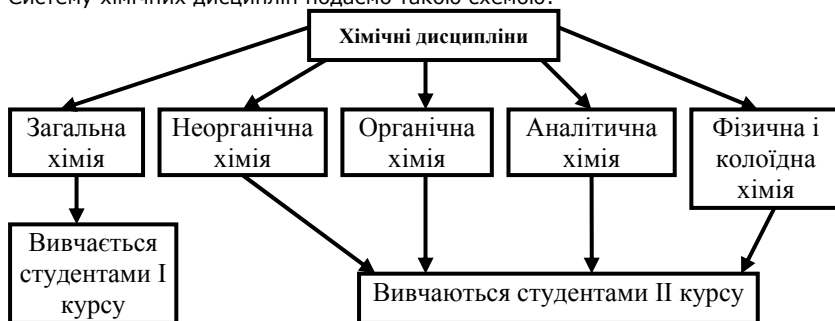 Систему хімічних дисциплін подаємо такою схемою:
Хімічні дисципліни
Загальна
хімія
Неорганічна
хімія
Органічна
хімія
Аналітична
хімія
Фізична і
колоїдна
хімія
Вивчається
студентами І
курсу
Вивчаються студентами ІІ курсу